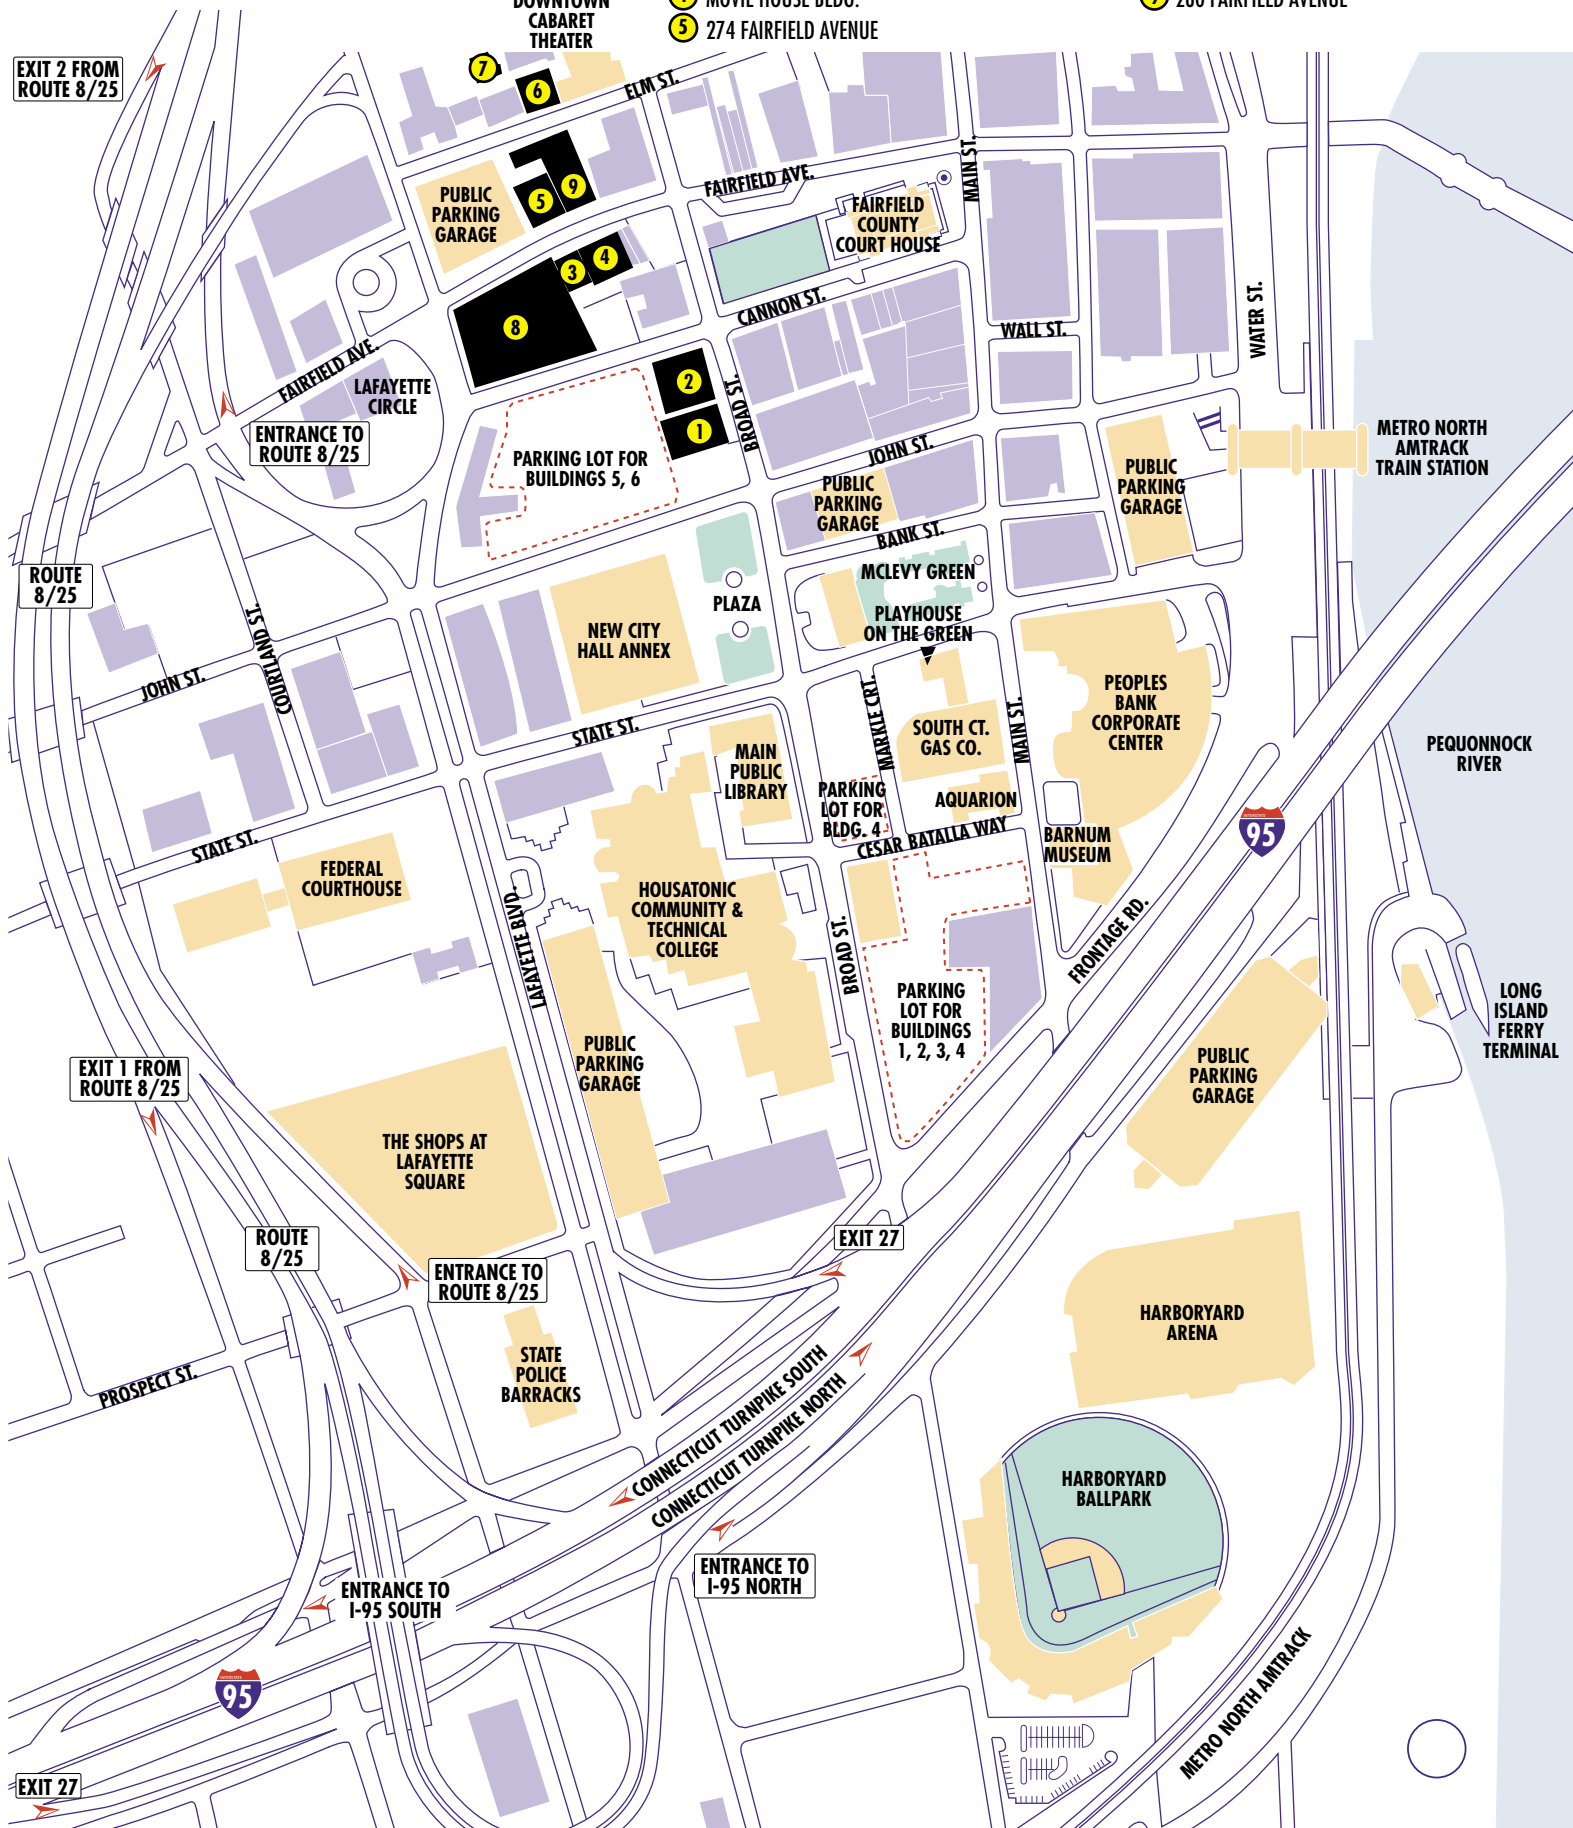 DOWNTOWN
CABARET
THEATER
MOVIE HOUSE BLDG.
5 274 FAIRFIELD AVENUE
FAIRFIELD AVENUE
EXIT 2 FROM
ROUTE 8/25
7
6
ELM ST.
9
5
PUBLIC
PARKING
GARAGE
FAIRFIELD AVE.
MAIN ST.
FAIRFIELD
COUNTY
COURT HOUSE
4
3
8
CANNON ST.
WALL ST.
WATER ST.
FAIRFIELD AVE.
LAFAYETTE
CIRCLE
2
1
BROAD ST.
ENTRANCE TO
ROUTE 8/25
PARKING LOT FOR
BUILDINGS 5, 6
JOHN ST.
PUBLIC
PARKING
GARAGE
PUBLIC
PARKING
GARAGE
METRO NORTH
AMTRACK
TRAIN STATION
BANK ST.
MCLEVY GREEN
ROUTE
8/25
PLAZA
PLAYHOUSE
ON THE GREEN
NEW CITY
HALL ANNEX
COURTLAND ST.
JOHN ST.
MARKLE CRT.
MAIN ST.
SOUTH CT.
GAS CO.
PEOPLES
BANK
CORPORATE
CENTER
STATE ST.
MAIN
PUBLIC
LIBRARY
PEQUONNOCK
RIVER
PARKING
LOT FOR
BLDG. 4
AQUARION
CESAR BATALLA WAY
BARNUM
MUSEUM
INTERSTATE
95
STATE ST.
FEDERAL
COURTHOUSE
HOUSATONIC
COMMUNITY &
TECHNICAL
COLLEGE
LAFAYETTE BLVD.
BROAD ST.
FRONTAGE RD.
PARKING
LOT FOR
BUILDINGS
1, 2, 3, 4
LONG
ISLAND
FERRY
TERMINAL
PUBLIC
PARKING
GARAGE
PUBLIC
PARKING
GARAGE
EXIT 1 FROM
ROUTE 8/25
THE SHOPS AT
LAFAYETTE
SQUARE
ROUTE
8/25
EXIT 27
ENTRANCE TO
ROUTE 8/25
HARBORYARD
ARENA
STATE
POLICE
BARRACKS
PROSPECT ST.
CONNECTICUT TURNPIKE SOUTH
CONNECTICUT TURNPIKE NORTH
HARBORYARD
BALLPARK
ENTRANCE TO
I-95 NORTH
ENTRANCE TO
I-95 SOUTH
INTERSTATE
95
METRO NORTH AMTRACK
EXIT 27